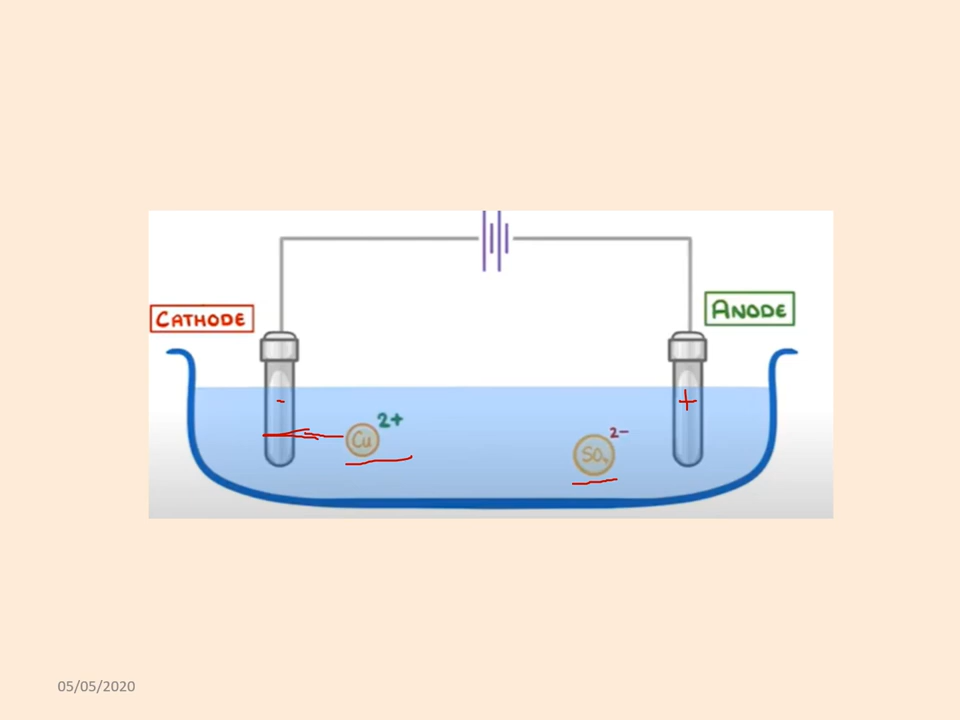 CATHODE
ANODE
-
+
Cu 2+
SO₄ 2-
05/05/2020